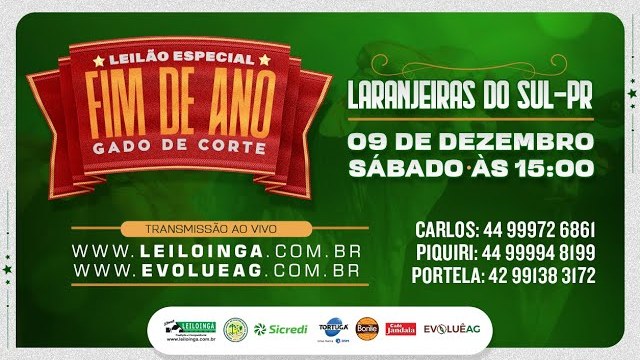 LEILÃO ESPECIAL
FIM DE ANO
GADO DE CORTE
LARANJEIRAS DO SUL-PR
09 DE DEZEMBRO
SÁBADO·ÀS 15:00
TRANSMISSÃO AO VIVO
WWW.LEILOINGA.COM.BR
WWW.EVOLUEAG.COM.BR
CARLOS: 44 99972 6861
PIQUIRI: 44 99994 8199
PORTELA: 42 99138 3172
LEILOINGA
www.leiloinga.com.br
Sicredi
TORTUGA
Bonile
Café Jandaia
EVOLUÊAG